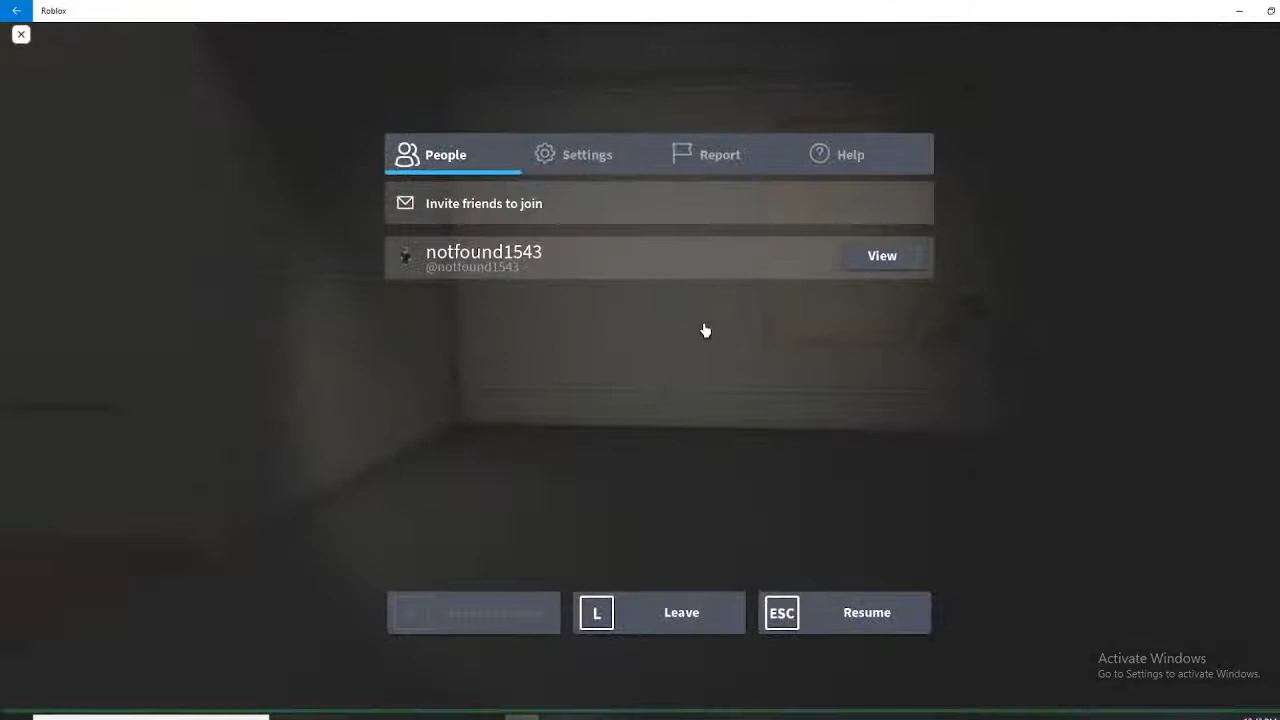 Roblox
People
Settings
Report
Help
Invite friends to join
notfound1543
@notfound1543
View
L
Leave
ESC
Resume
Activate Windows
Go to Settings to activate Windows.